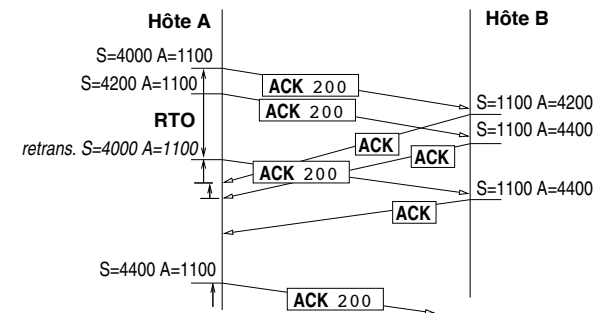 Hôte A
Hôte B
S=4000 A=1100
S=4200 A=1100
ACK 200
ACK 200
S=1100 A=4200
RTO
S=1100 A=4400
ACK
ACK
retrans. S=4000 A=1100
ACK 200
S=1100 A=4400
ACK
S=4400 A=1100
ACK 200